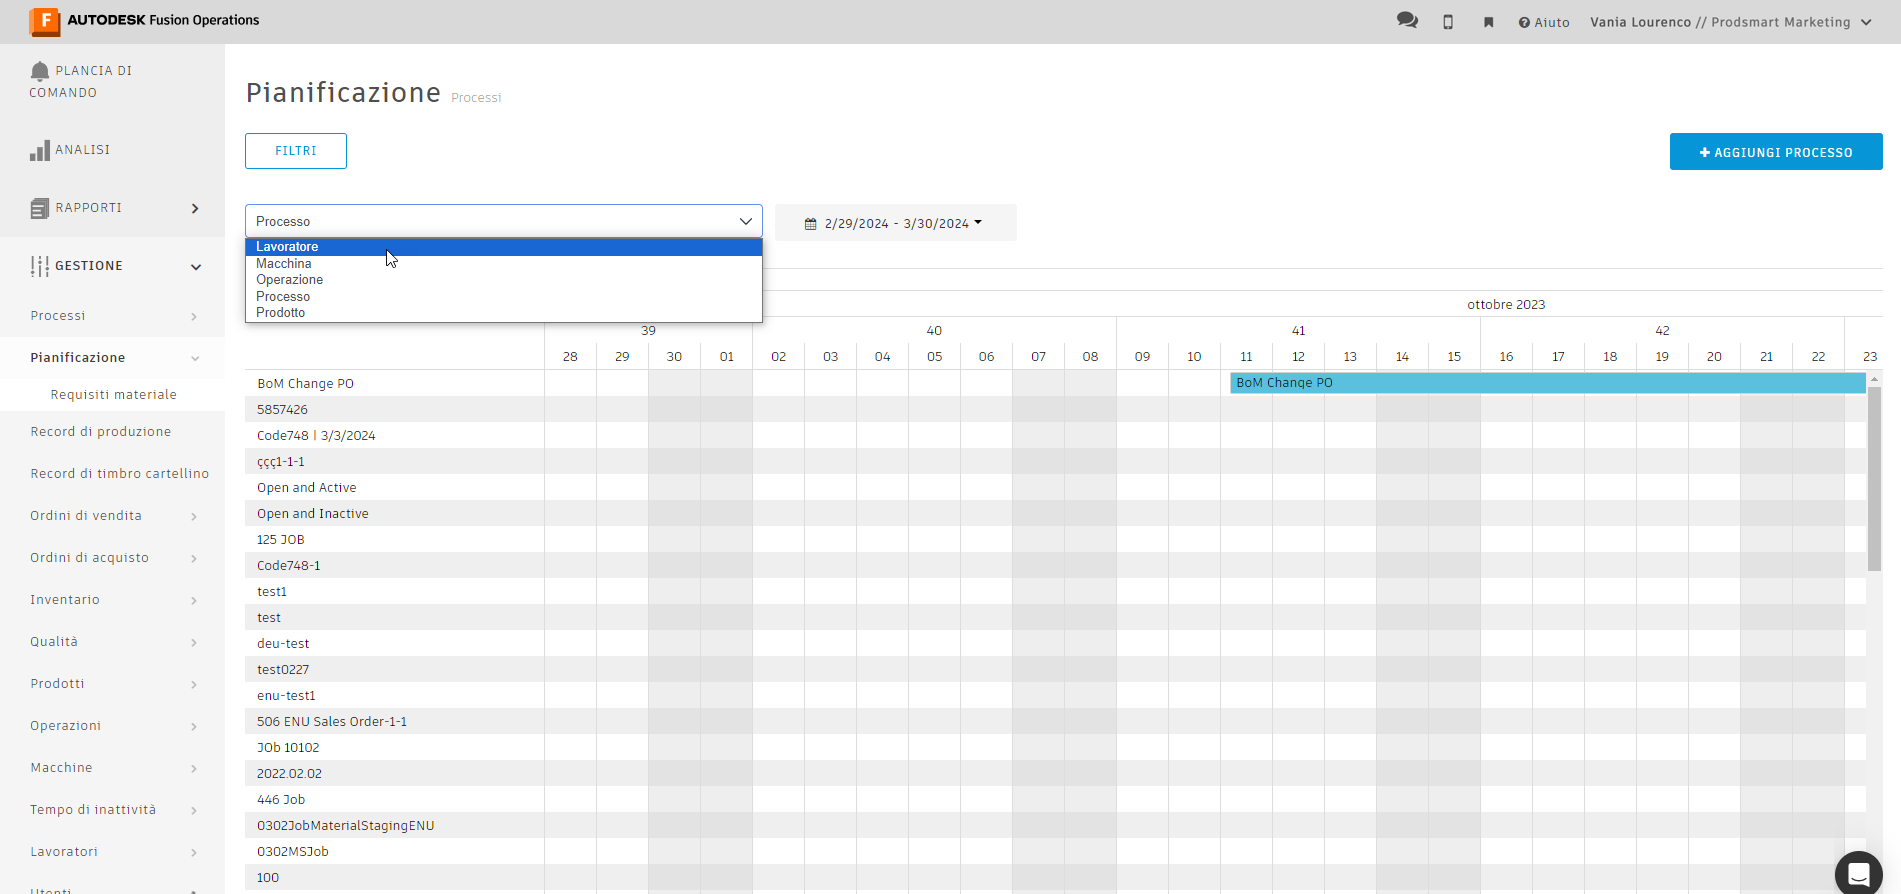 F AUTODESK Fusion Operations
Aiuto
Vania Lourenco // Prodsmart Marketing
PLANCIA DI
COMANDO
ANALISI
RAPPORTI
GESTIONE
Processi
Pianificazione
Requisiti materiale
Record di produzione
Record di timbro cartellino
Ordini di vendita
Ordini di acquisto
Inventario
Qualità
Prodotti
Operazioni
Macchine
Tempo di inattività
Lavoratori
Utenti
Pianificazione Processi
FILTRI
+ AGGIUNGI PROCESSO
Processo
2/29/2024 - 3/30/2024
Lavoratore
Macchina
Operazione
Processo
Prodotto
ottobre 2023
39 40 41 42
28 29 30 01 02 03 04 05 06 07 08 09 10 11 12 13 14 15 16 17 18 19 20 21 22 23
BoM Change PO
BoM Change PO
5857426
Code748 | 3/3/2024
ççç1-1-1
Open and Active
Open and Inactive
125 JOB
Code748-1
test1
test
deu-test
test0227
enu-test1
506 ENU Sales Order-1-1
JOb 10102
2022.02.02
446 Job
0302JobMaterialStagingENU
0302MSJob
100